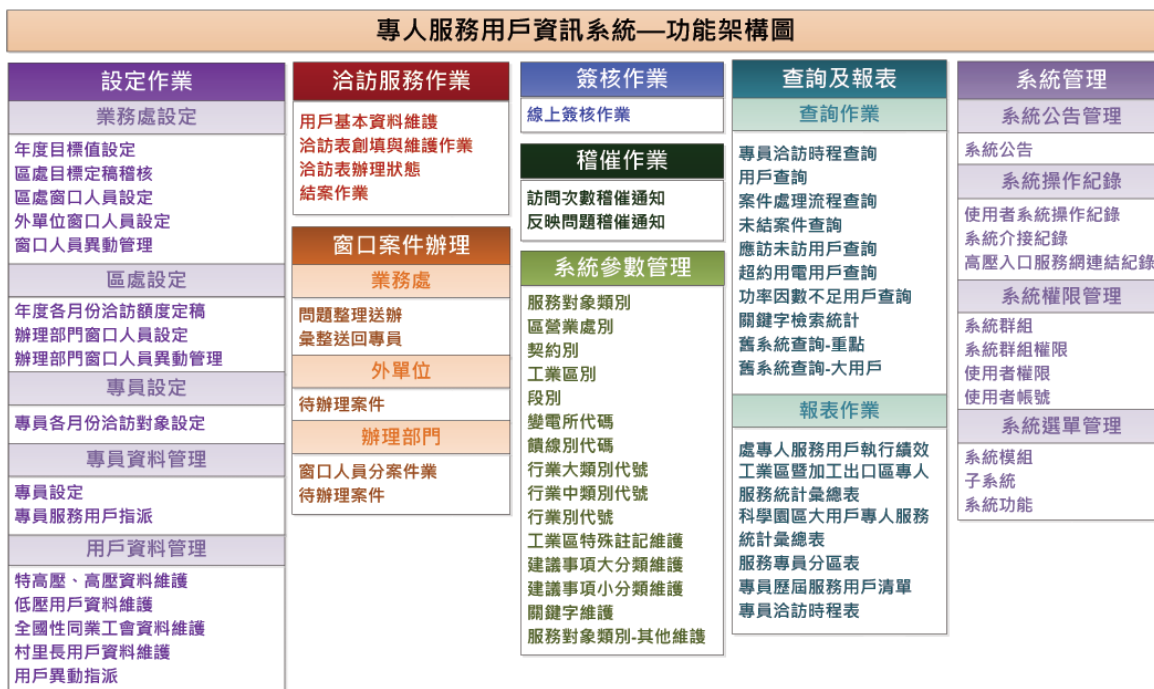 專人服務用戶資訊系統—功能架構圖
設定作業
業務處設定
年度目標值設定
區處目標定稿稽核
區處窗口人員設定
外單位窗口人員設定
窗口人員異動管理
區處設定
年度各月份洽訪額度定稿
辦理部門窗口人員設定
辦理部門窗口人員異動管理
專員設定
專員各月份洽訪對象設定
專員資料管理
專員設定
專員服務用戶指派
用戶資料管理
特高壓、高壓資料維護
低壓用戶資料維護
全國性同業工會資料維護
村里長用戶資料維護
用戶異動指派
洽訪服務作業
用戶基本資料維護
洽訪表創填與維護作業
洽訪表辦理狀態
結案作業
窗口案件辦理
業務處
問題整理送辦
彙整送回專員
外單位
待辦理案件
辦理部門
窗口人員分案件業
待辦理案件
簽核作業
線上簽核作業
稽催作業
訪問次數稽催通知
反映問題稽催通知
系統參數管理
服務對象類別
區營業處別
契約別
工業區別
段別
變電所代碼
饋線別代碼
行業大類別代號
行業中類別代號
行業別代號
工業區特殊註記維護
建議事項大分類維護
建議事項小分類維護
關鍵字維護
服務對象類別-其他維護
查詢及報表
查詢作業
專員洽訪時程查詢
用戶查詢
案件處理流程查詢
未結案件查詢
應訪未訪用戶查詢
超約用電用戶查詢
功率因數不足用戶查詢
關鍵字檢索統計
舊系統查詢-重點
舊系統查詢-大用戶
報表作業
處專人服務用戶執行績效
工業區暨加工出口區專人
服務統計彙總表
科學園區大用戶專人服務
統計彙總表
服務專員分區表
專員歷屆服務用戶清單
專員洽訪時程表
系統管理
系統公告管理
系統公告
系統操作紀錄
使用者系統操作紀錄
系統介接紀錄
高壓入口服務網連結紀錄
系統權限管理
系統群組
系統群組權限
使用者權限
使用者帳號
系統選單管理
系統模組
子系統
系統功能